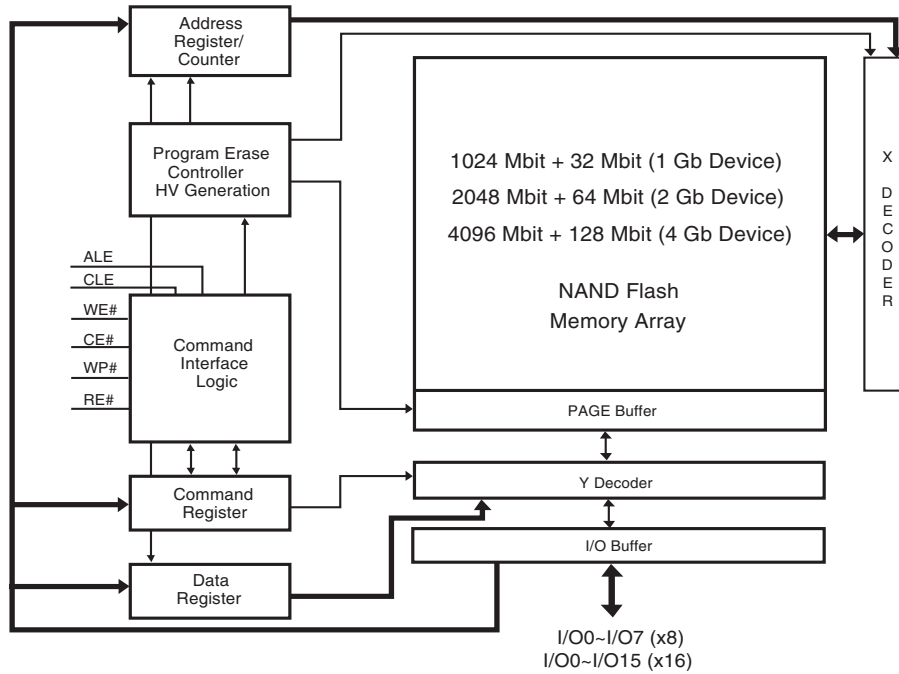 Address
Register/
Counter
Program Erase
Controller
HV Generation
ALE
CLE
WE#
CE#
WP#
RE#
Command
Interface
Logic
Command
Register
Data
Register
1024 Mbit + 32 Mbit (1 Gb Device)
2048 Mbit + 64 Mbit (2 Gb Device)
4096 Mbit + 128 Mbit (4 Gb Device)
NAND Flash
Memory Array
PAGE Buffer
Y Decoder
I/O Buffer
I/O0~I/O7 (x8)
I/O0~I/O15 (x16)
X
D
E
C
O
D
E
R